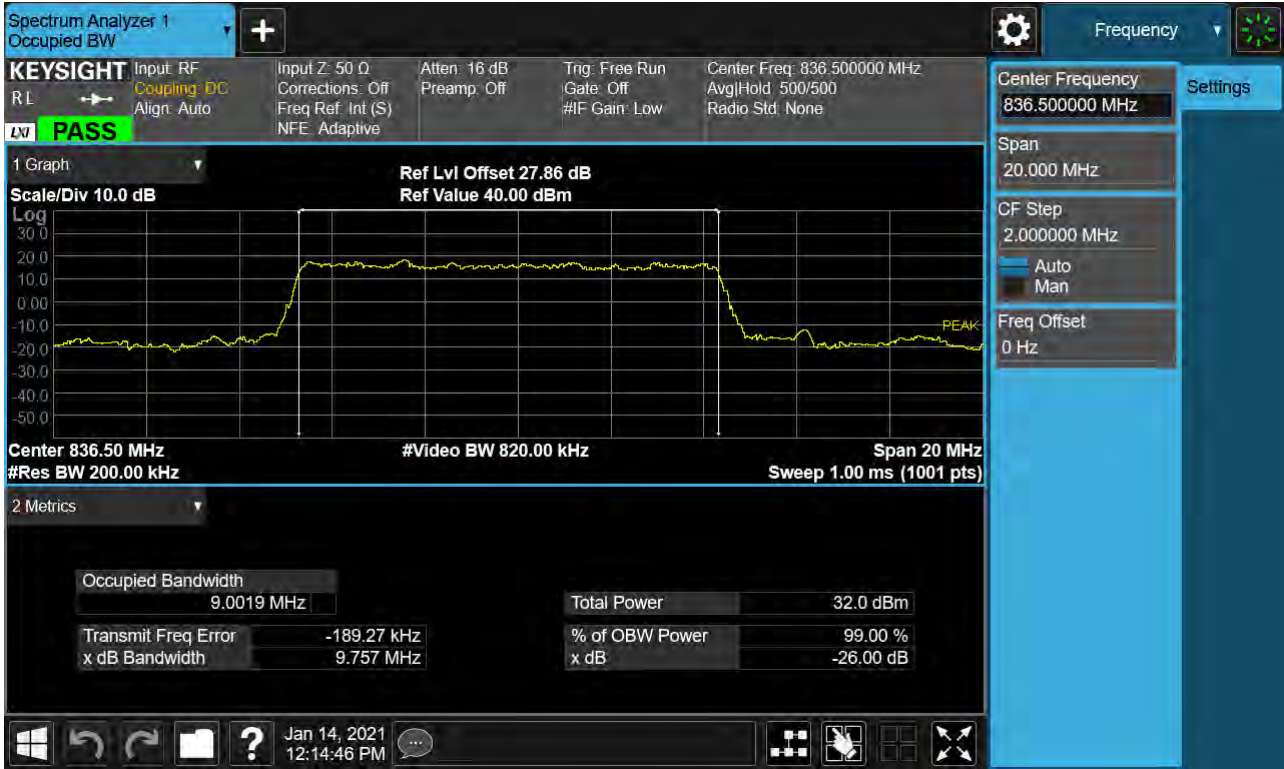 Spectrum Analyzer 1
Occupied BW
+
Frequency
KEYSIGHT
RL
LXI
PASS
Input: RF
Coupling: DC
Align: Auto
Input Z: 50 Ω
Corrections: Off
Freq Ref: Int (S)
NFE: Adaptive
Atten: 16 dB
Preamp: Off
Trig: Free Run
Gate: Off
#IF Gain: Low
Center Freq: 836.500000 MHz
Avg|Hold: 500/500
Radio Std: None
Center Frequency
836.500000 MHz
Settings
Span
20.000 MHz
CF Step
2.000000 MHz
Auto
Man
Freq Offset
0 Hz
1 Graph
Scale/Div 10.0 dB
Ref Lvl Offset 27.86 dB
Ref Value 40.00 dBm
Log
30.0
20.0
10.0
0.00
-10.0
-20.0
-30.0
-40.0
-50.0
PEAK
Center 836.50 MHz
#Video BW 820.00 kHz
Span 20 MHz
#Res BW 200.00 kHz
Sweep 1.00 ms (1001 pts)
2 Metrics
Occupied Bandwidth
9.0019 MHz
Total Power 32.0 dBm
Transmit Freq Error -189.27 kHz
% of OBW Power 99.00 %
x dB Bandwidth 9.757 MHz
x dB -26.00 dB
?
Jan 14, 2021
12:14:46 PM